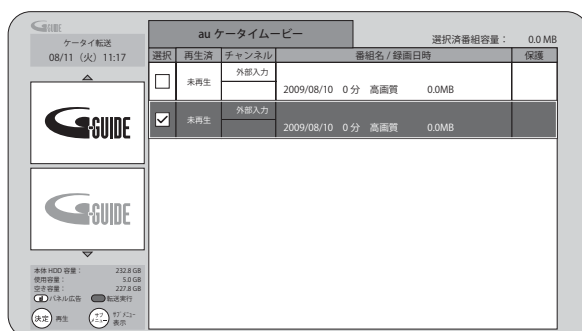 GUIDE
ケータイ転送
08/11（火）11:17
au ケータイムービー
選択済番組容量： 0.0 MB
選択 再生済 チャンネル 番組名 / 録画日時 保護
未再生 外部入力
2009/08/10 0 分 高画質 0.0MB
未再生 外部入力
2009/08/10 0 分 高画質 0.0MB
G-GUIDE
G-GUIDE
本体 HDD 容量： 232.8 GB
使用容量： 5.0 GB
空き容量： 227.8 GB
パネル広告 転送実行
決定 再生 サブメニュー サブメニュー表示